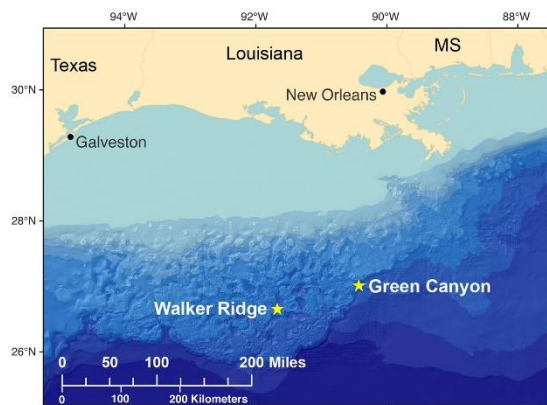 94°W 92°W 90°W 88°W
Texas Louisiana MS
30°N
New Orleans
Galveston
28°N
Green Canyon
Walker Ridge
26°N
0 50 100 200 Miles
0 100 200 Kilometers